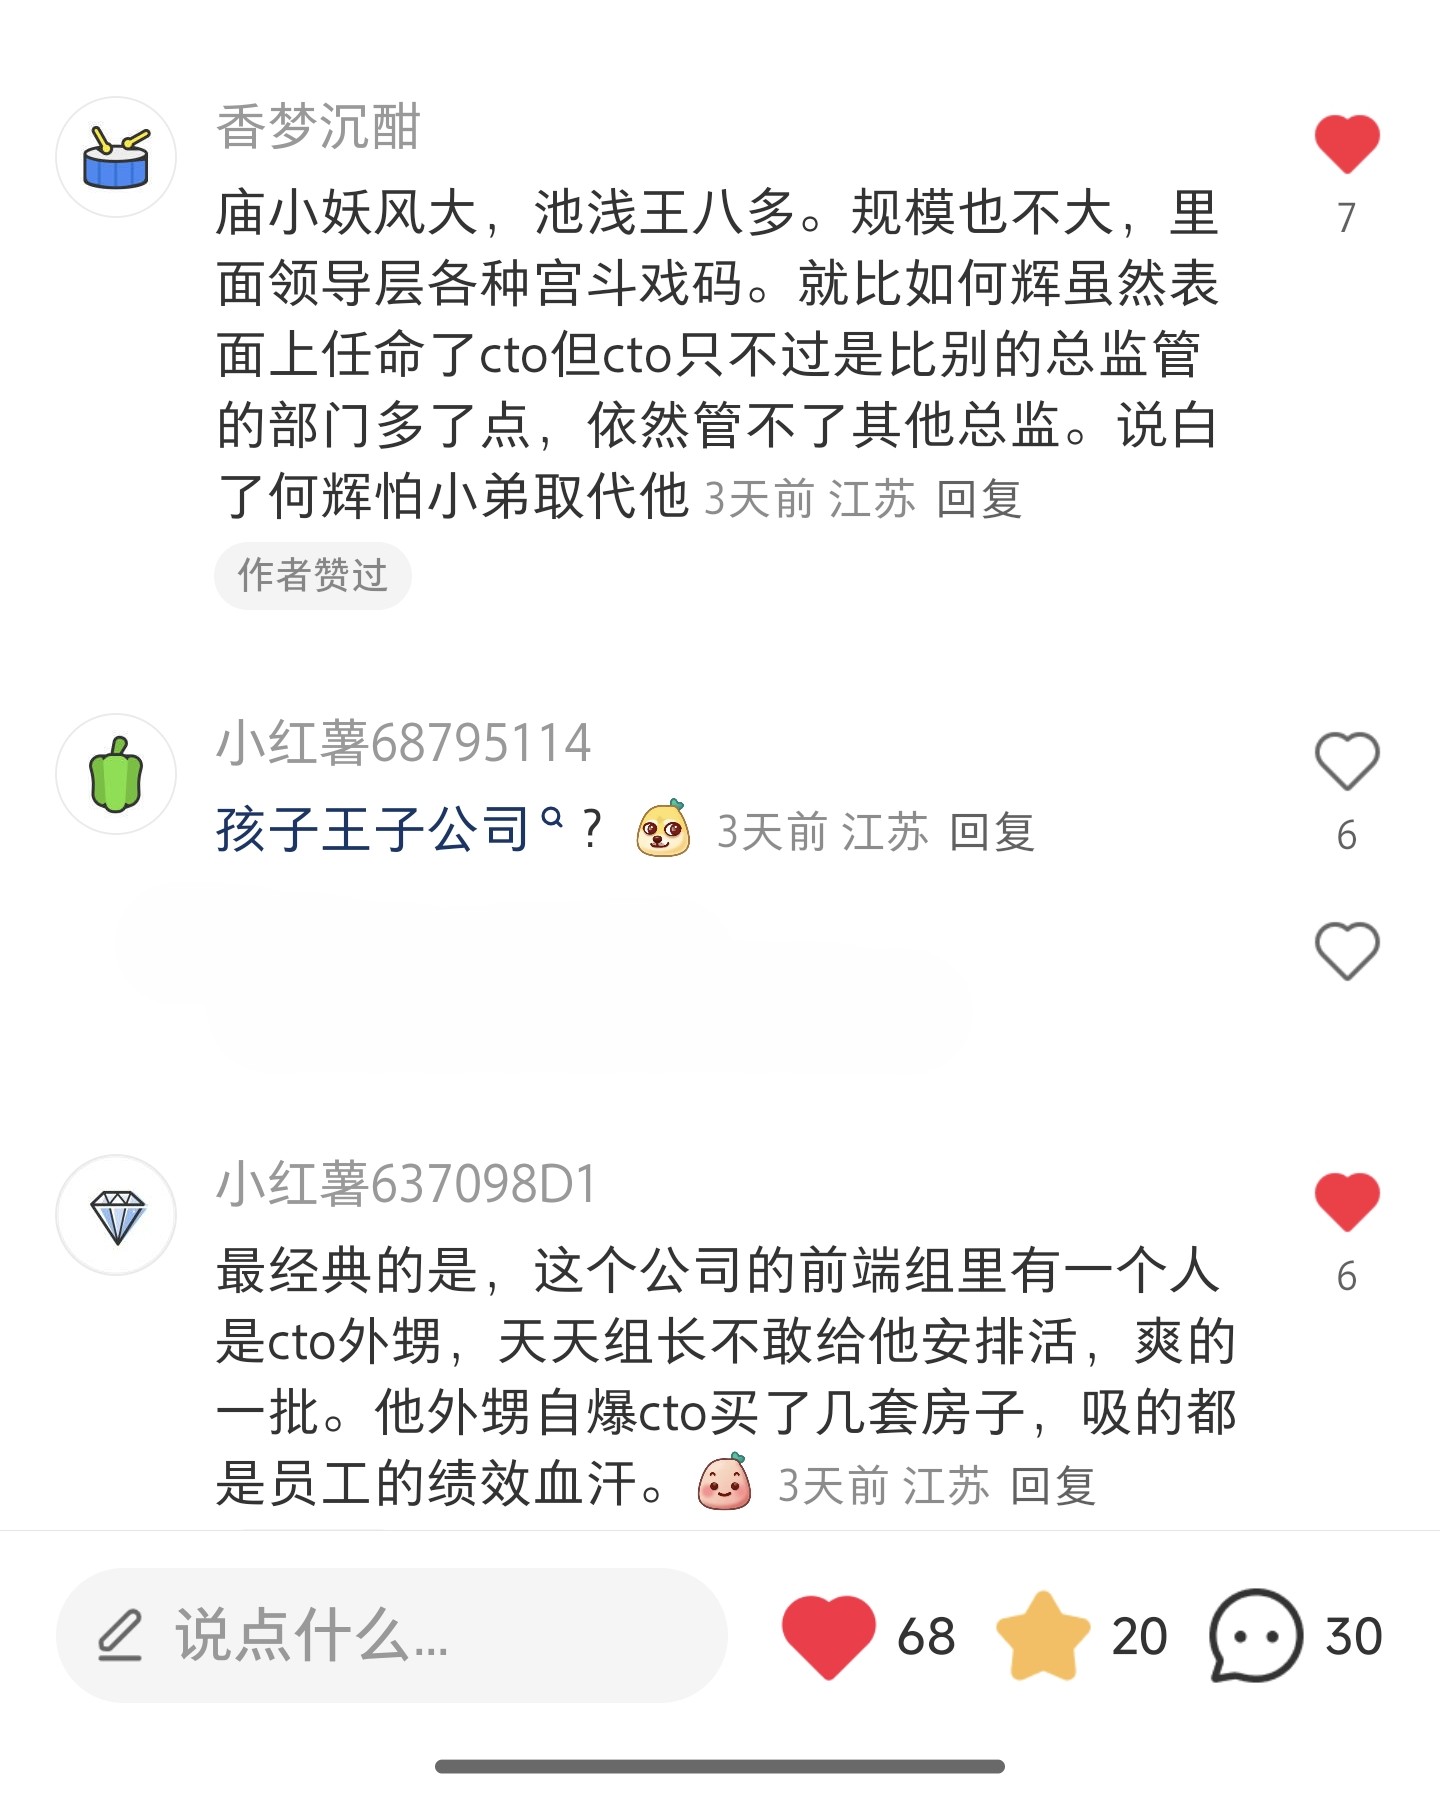 香梦沉酣
庙小妖风大，池浅王八多。规模也不大，里
面领导层各种宫斗戏码。就比如何辉虽然表
面上任命了cto但cto只不过是比别的总监管
的部门多了点，依然管不了其他总监。说白
了何辉怕小弟取代他 3天前 江苏 回复
7
作者赞过
小红薯68795114
孩子王子公司？ 3天前 江苏 回复
6
小红薯637098D1
最经典的是，这个公司的前端组里有一个人
是cto外甥，天天组长不敢给他安排活，爽的
一批。他外甥自爆cto买了几套房子，吸的都
是员工的绩效血汗。 3天前 江苏 回复
6
说点什么... 68 20 30